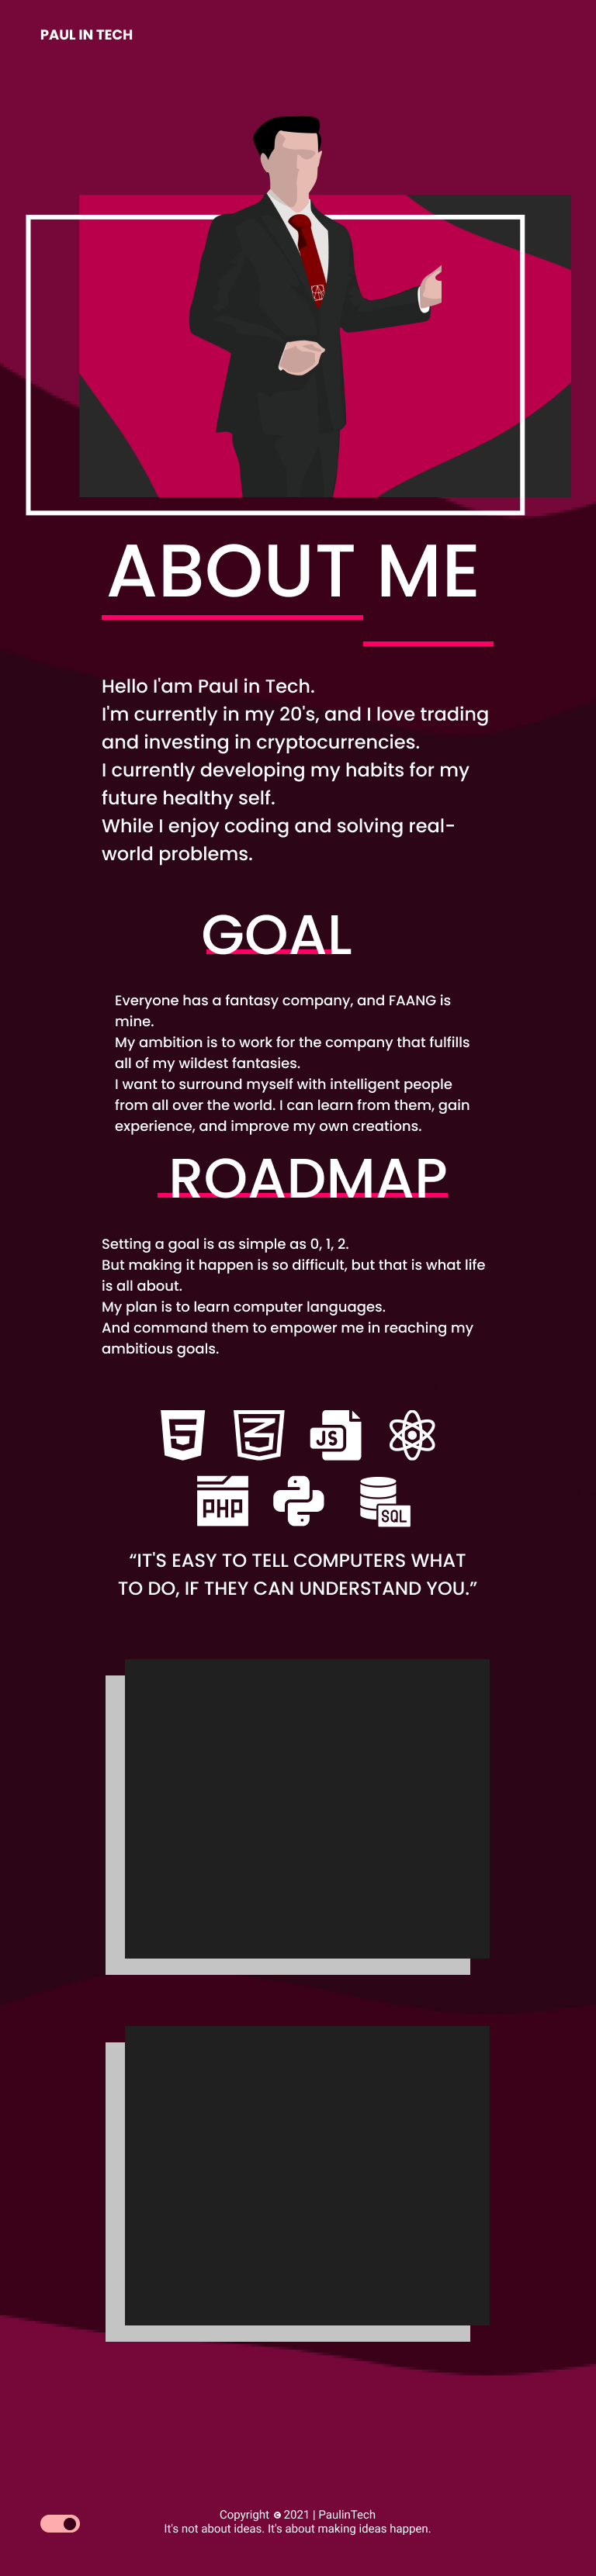 PAUL IN TECH
ABOUT ME
Hello I'am Paul in Tech.
I'm currently in my 20's, and I love trading
and investing in cryptocurrencies.
I currently developing my habits for my
future healthy self.
While I enjoy coding and solving real-
world problems.
GOAL
Everyone has a fantasy company, and FAANG is
mine.
My ambition is to work for the company that fulfills
all of my wildest fantasies.
I want to surround myself with intelligent people
from all over the world. I can learn from them, gain
experience, and improve my own creations.
ROADMAP
Setting a goal is as simple as 0, 1, 2.
But making it happen is so difficult, but that is what life
is all about.
My plan is to learn computer languages.
And command them to empower me in reaching my
ambitious goals.
JS
PHP
SQL
“IT'S EASY TO TELL COMPUTERS WHAT
TO DO, IF THEY CAN UNDERSTAND YOU.”
Copyright © 2021 | PaulinTech
It's not about ideas. It's about making ideas happen.